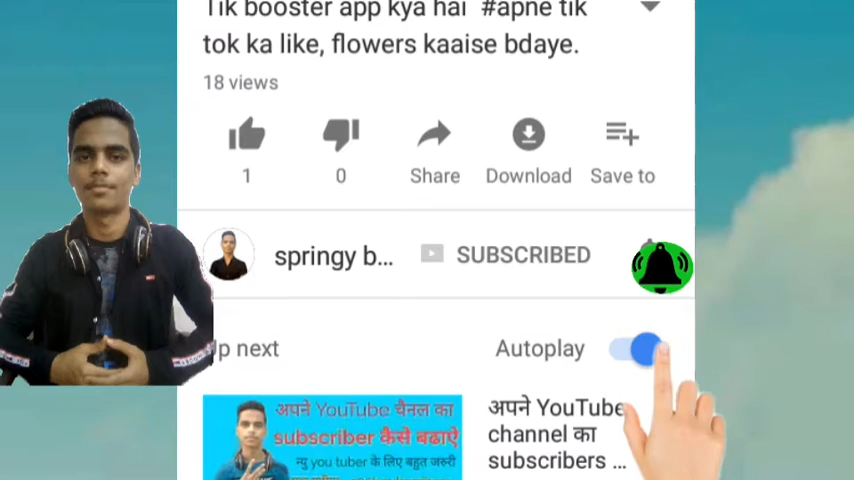 Tik booster app kya hai #apne tik
tok ka like, flowers kaaise bdaye.
18 views
1
0
Share
Download
Save to
springy b...
SUBSCRIBED
Up next
Autoplay
अपने YouTube चैनल का
subscriber कैसे बढाऐ
न्यु you tuber के लिए बहुत जरुरी
अपने YouTube
channel का
subscribers ...